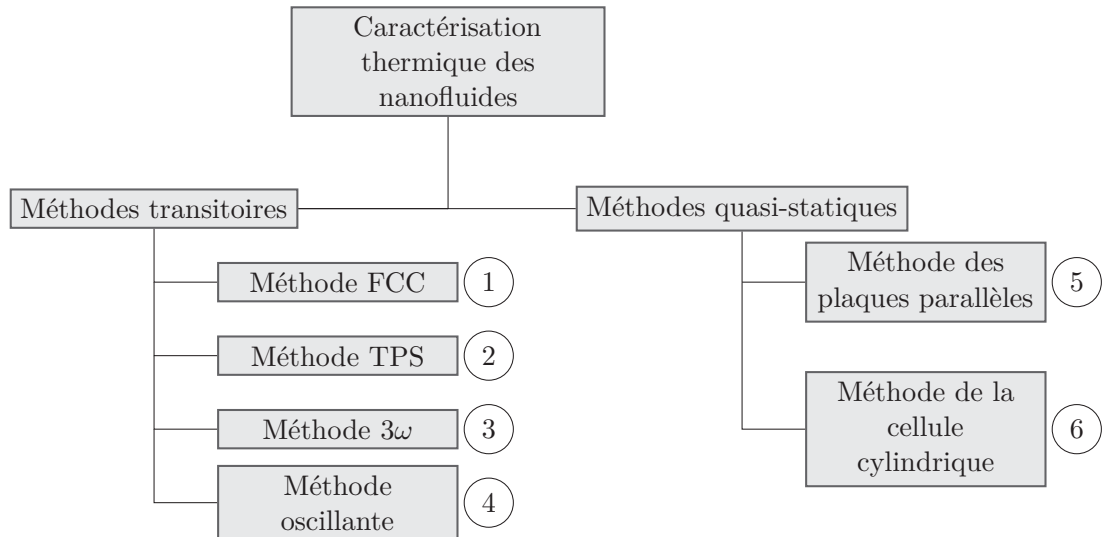 Caractérisation
thermique des
nanofluides
Méthodes transitoires
Méthodes quasi-statiques
Méthode FCC
1
Méthode TPS
2
Méthode 3ω
3
Méthode
oscillante
4
Méthode des
plaques parallèles
5
Méthode de la
cellule
cylindrique
6